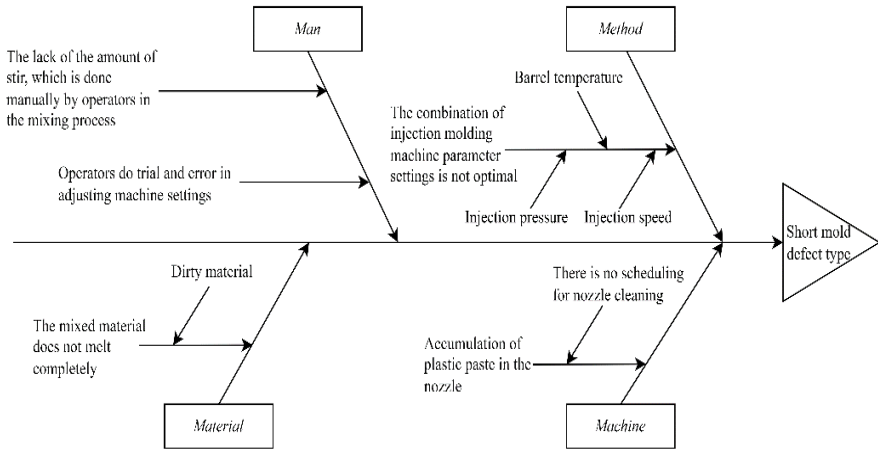 Man
Method
The lack of the amount of
stir, which is done
manually by operators in
the mixing process
Barrel temperature
The combination of
injection molding
machine parameter
settings is not optimal
Operators do trial and error in
adjusting machine settings
Injection pressure
Injection speed
Short mold
defect type
Dirty material
There is no scheduling
for nozzle cleaning
The mixed material
does not melt
completely
Accumulation of
plastic paste in the
nozzle
Material
Machine